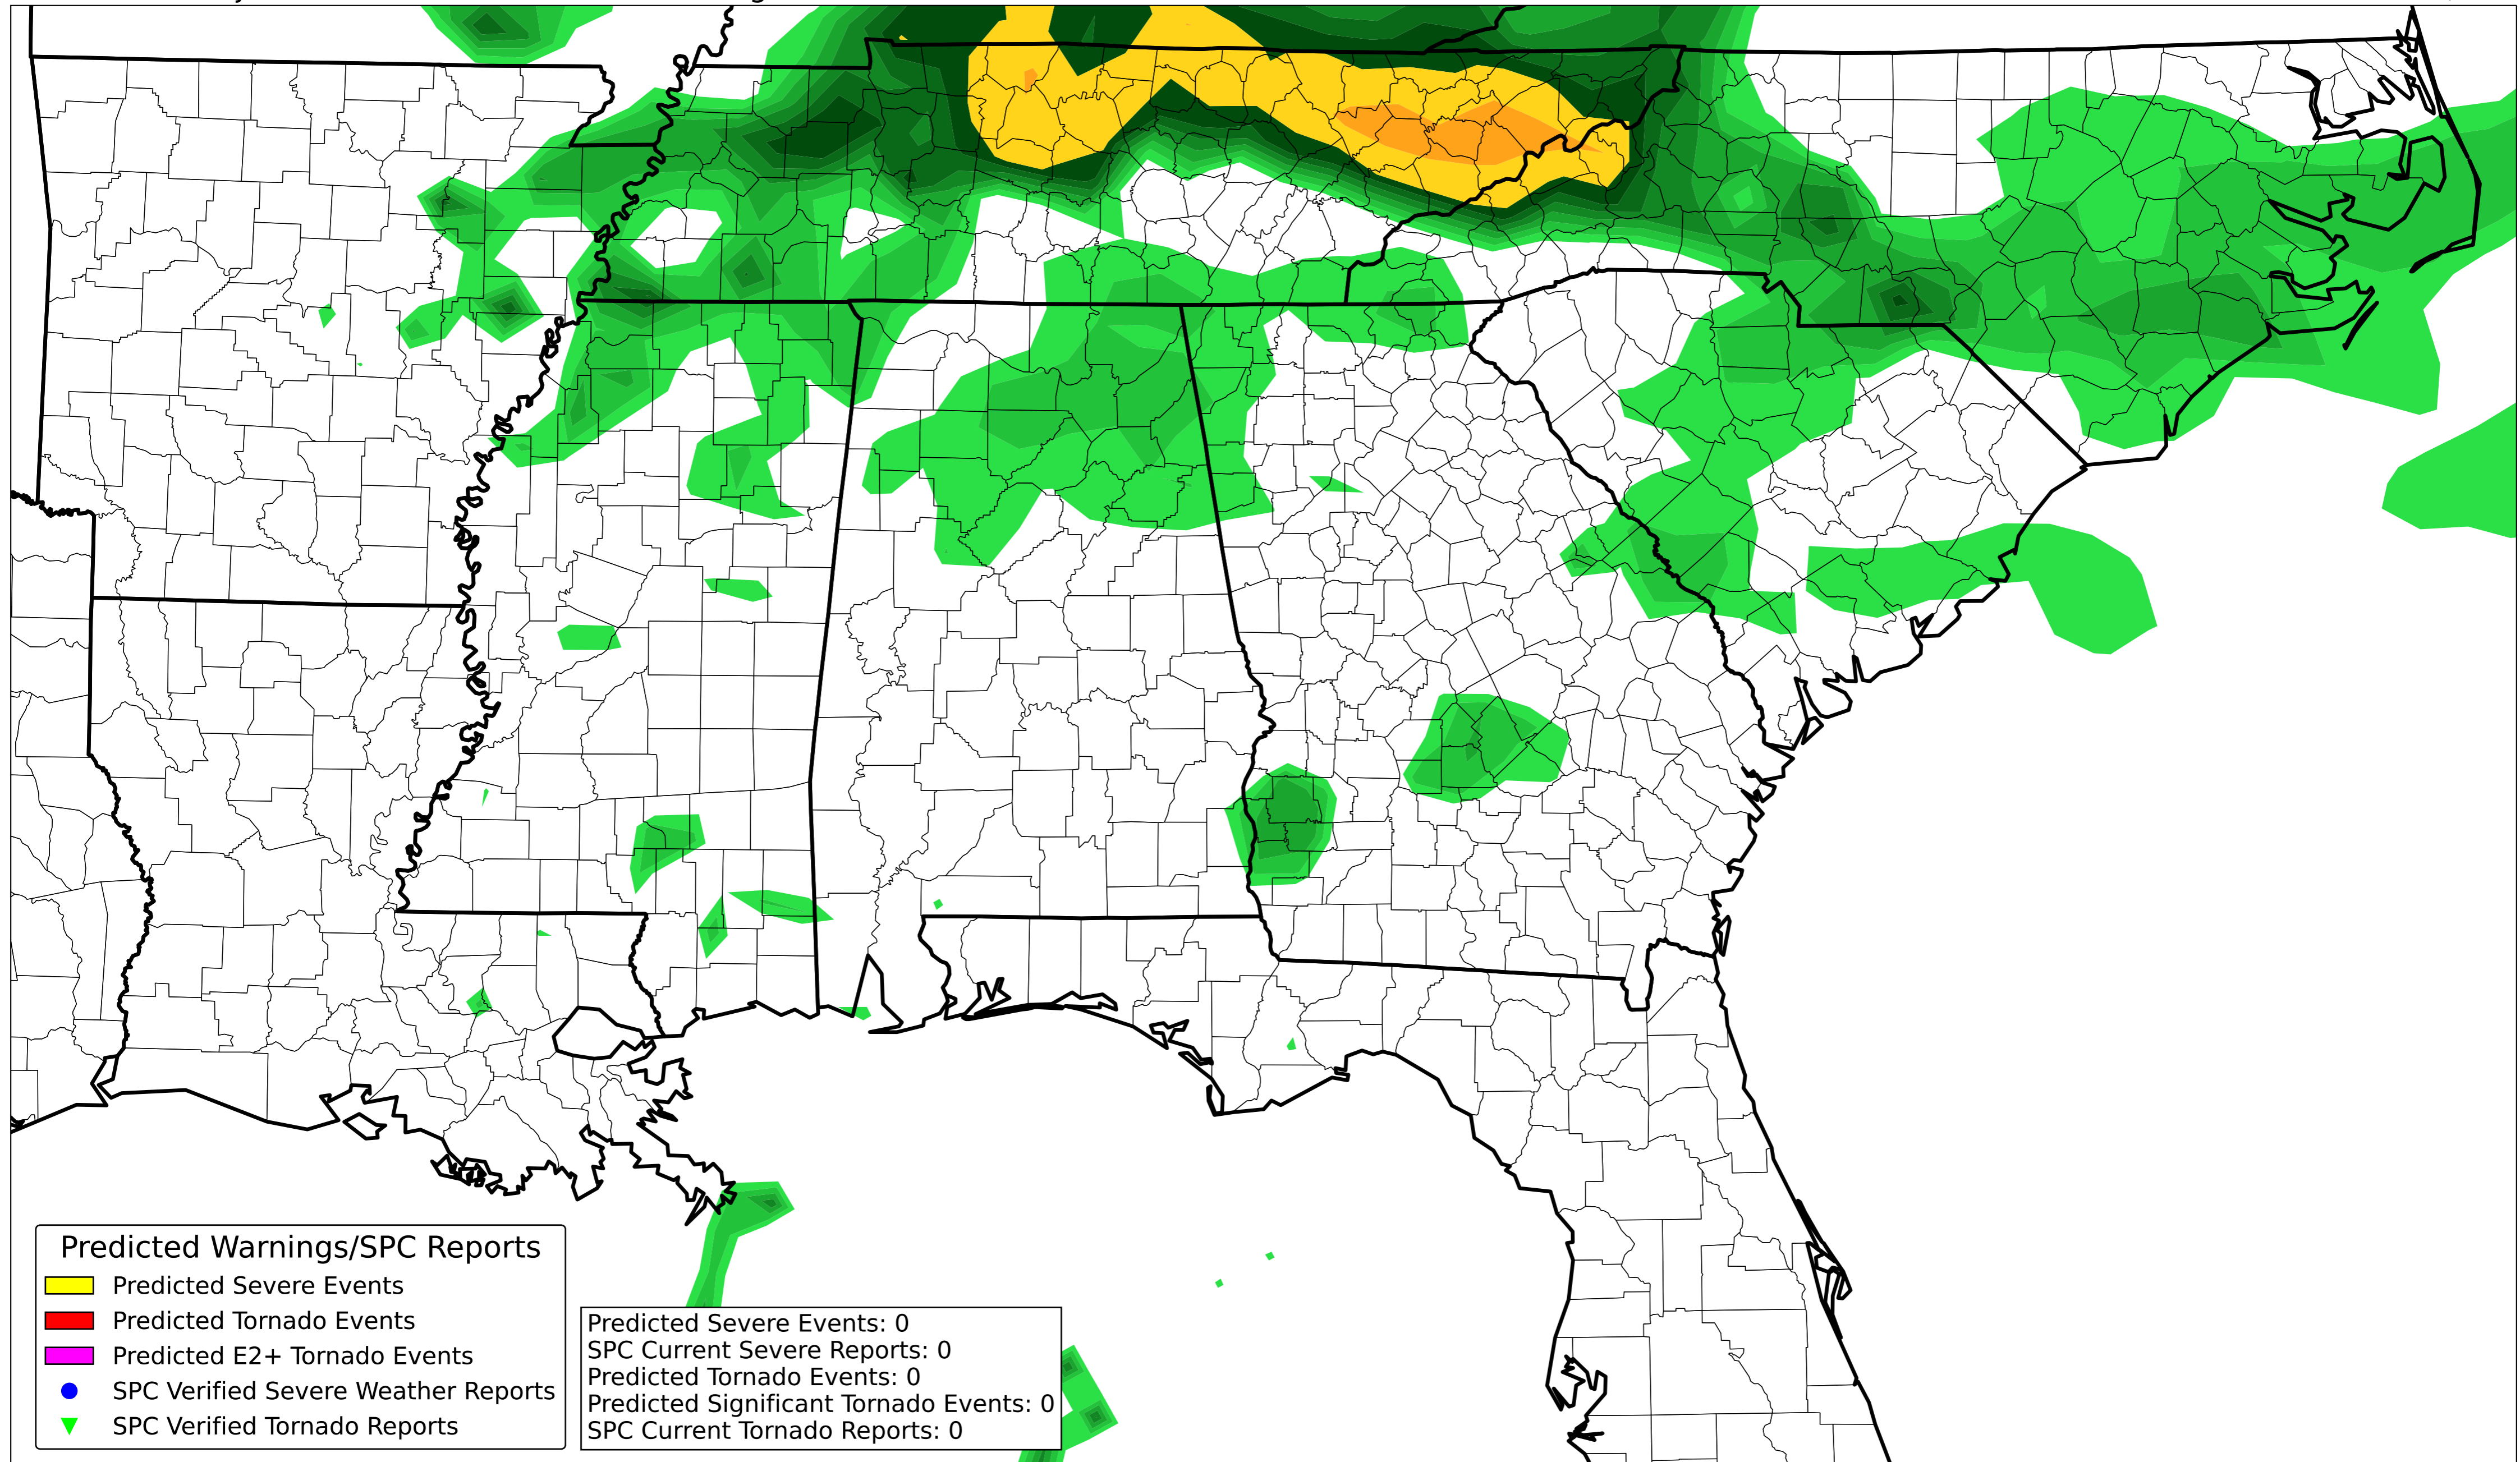 Predicted Warnings/SPC Reports
Predicted Severe Events
Predicted Tornado Events
Predicted E2+ Tornado Events
SPC Verified Severe Weather Reports
SPC Verified Tornado Reports
Predicted Severe Events: 0
SPC Current Severe Reports: 0
Predicted Tornado Events: 0
Predicted Significant Tornado Events: 0
SPC Current Tornado Reports: 0